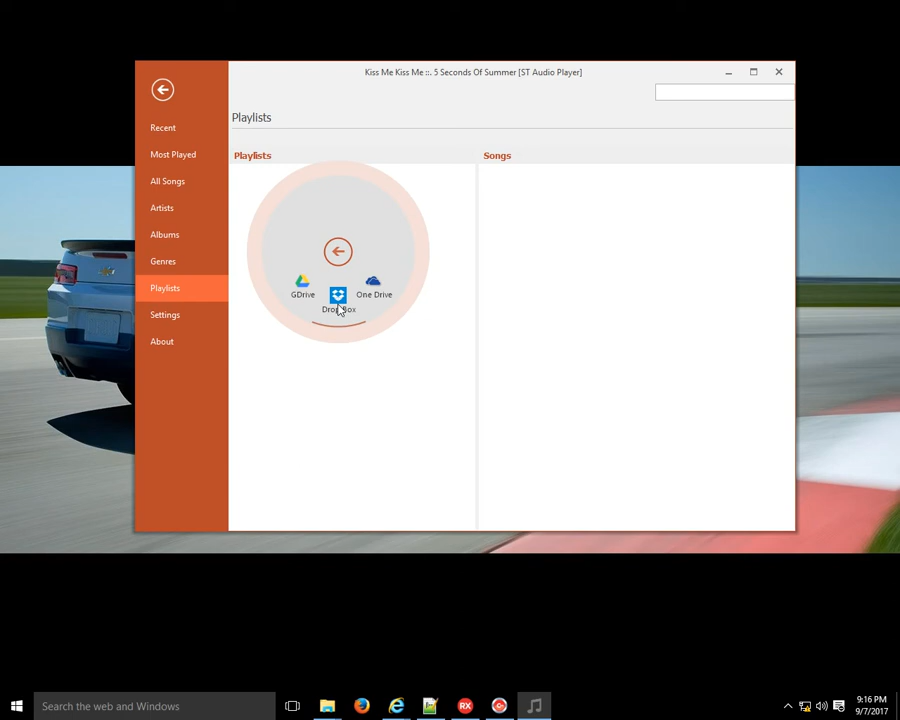 Kiss Me Kiss Me ::. 5 Seconds Of Summer [ST Audio Player]
Playlists
Recent
Most Played
All Songs
Artists
Albums
Genres
Playlists
Settings
About
Playlists
Songs
GDrive
One Drive
DropBox
Search the web and Windows
9:16 PM
9/7/2017